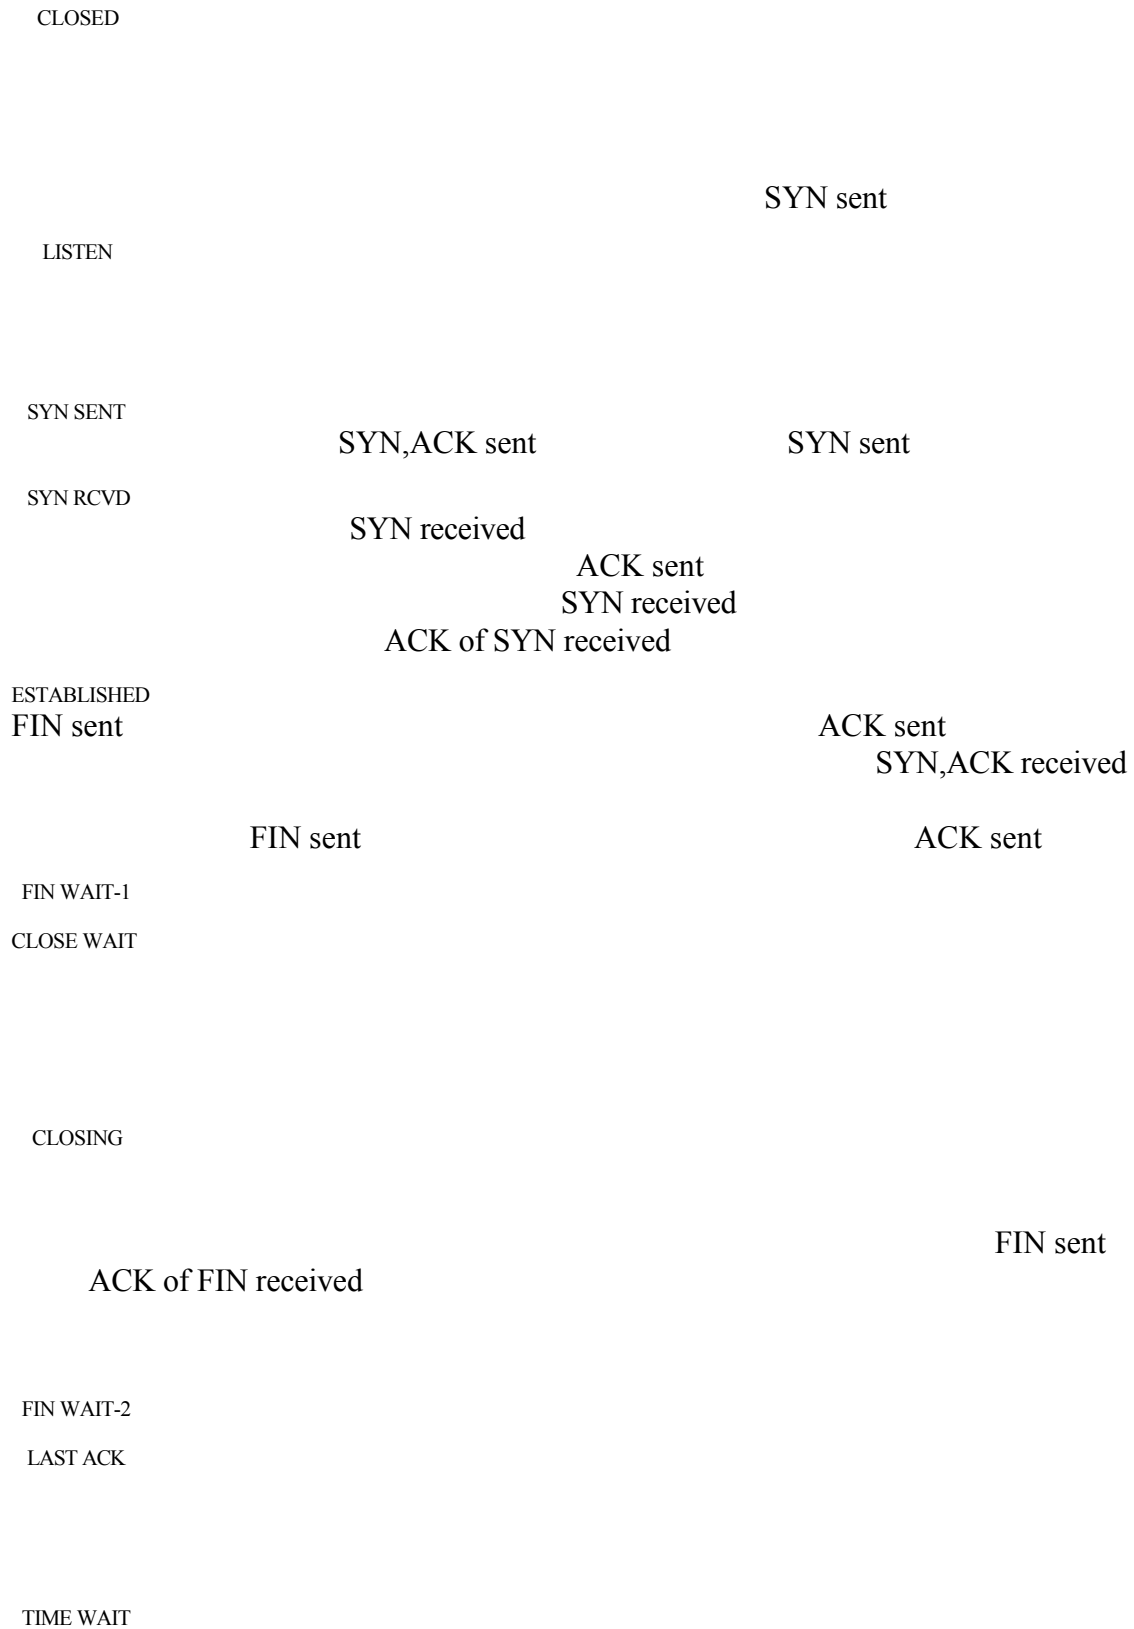 CLOSED
SYN sent
LISTEN
SYN SENT
SYN,ACK sent SYN sent
SYN RCVD
SYN received
ACK sent
SYN received
ACK of SYN received
ESTABLISHED
FIN sent ACK sent
SYN,ACK received
FIN sent ACK sent
FIN WAIT-1
CLOSE WAIT
CLOSING
FIN sent
ACK of FIN received
FIN WAIT-2
LAST ACK
TIME WAIT